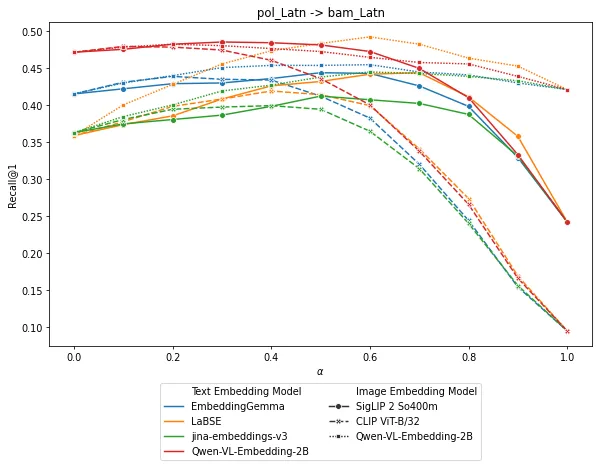 pol_Latn -> bam_Latn
Recall@1
0.50
0.45
0.40
0.35
0.30
0.25
0.20
0.15
0.10
0.0 0.2 0.4 0.6 0.8 1.0
α
Text Embedding Model Image Embedding Model
EmbeddingGemma SigLIP 2 So400m
LaBSE CLIP ViT-B/32
jina-embeddings-v3 Qwen-VL-Embedding-2B
Qwen-VL-Embedding-2B